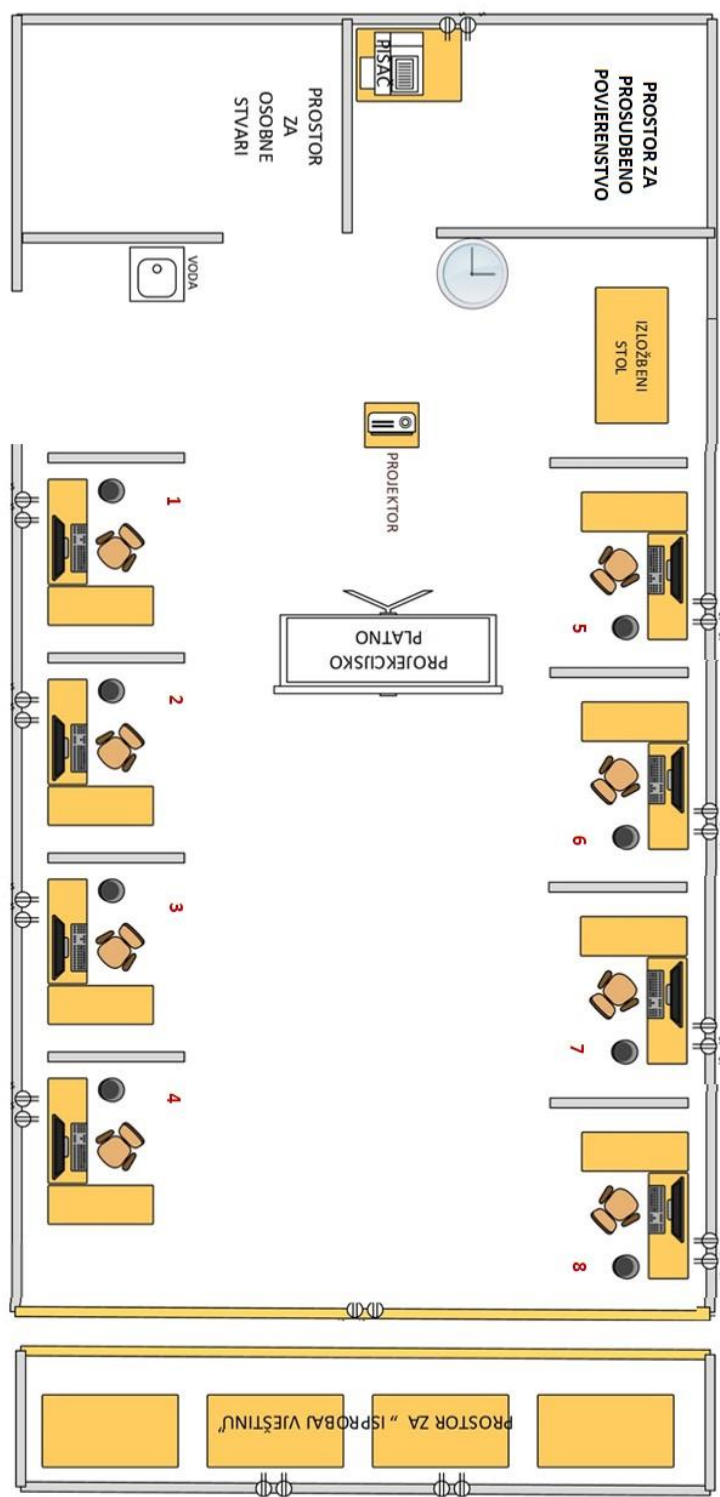 PROSTOR ZA
PROSUDBENO
POVJERENSTVO
PISAČ
PROSTOR
ZA
OSOBNE
STVARI
VODA
IZLOŽBENI
STOL
PROJEKTOR
PROJEKCIJSKO
PLATNO
1
2
3
4
5
6
7
8
PROSTOR ZA „ ISPROBAJ VJEŠTINU“